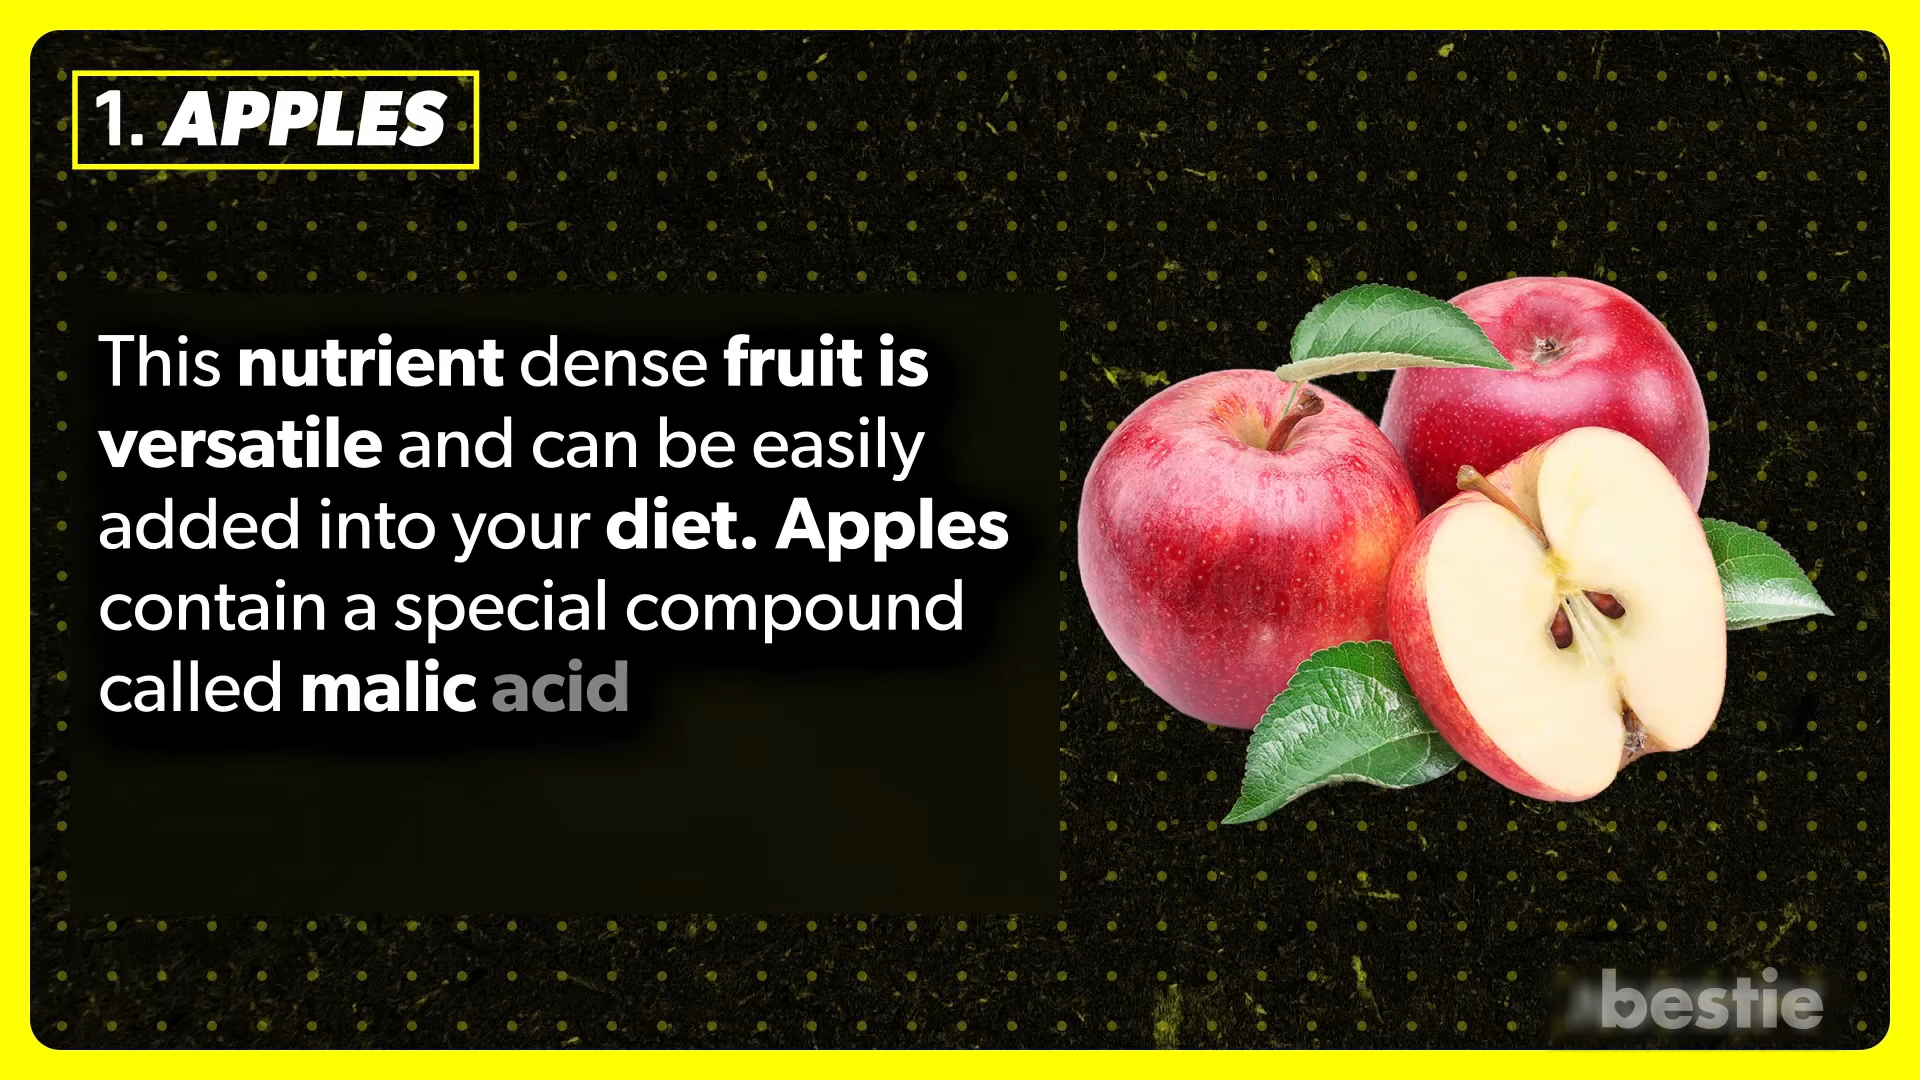 1. APPLES
This nutrient dense fruit is
versatile and can be easily
added into your diet. Apples
contain a special compound
called malic acid
bestie